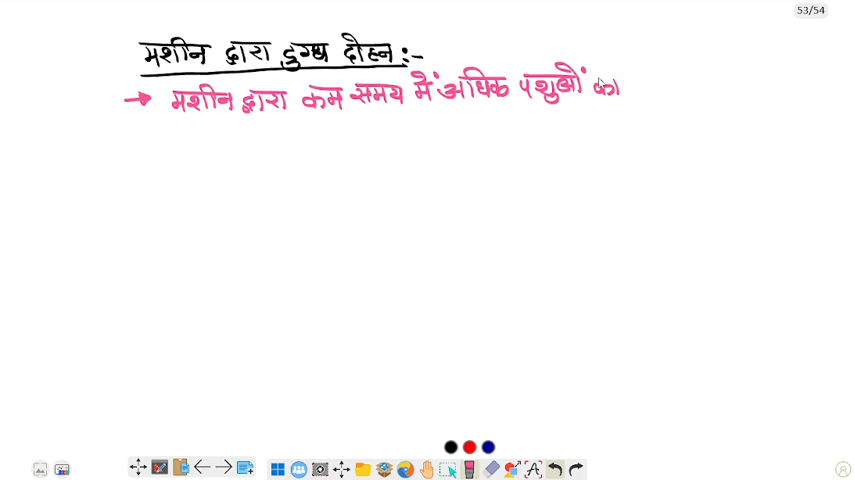 53/54
मशीन द्वारा दुग्ध दौहन :-
→ मशीन द्वारा कम समय में अधिक पशुओं का